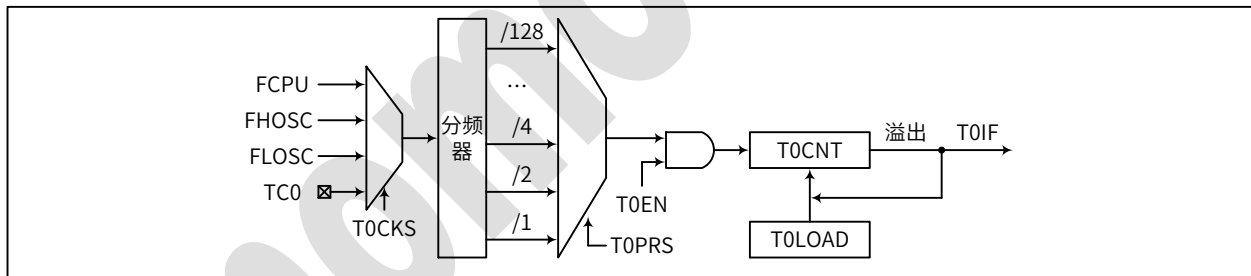 FCPU
FHOSC
FLOSC
TC0
T0CKS
分频
器
/128
…
/4
/2
/1
T0PRS
T0EN
T0CNT
溢出
T0IF
T0LOAD